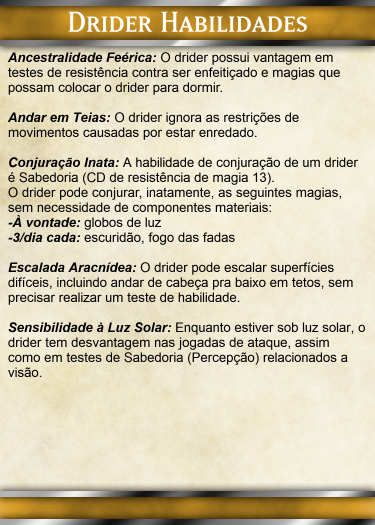 Drider Habilidades
Ancestralidade Feérica: O drider possui vantagem em
testes de resistência contra ser enfeitiçado e magias que
possam colocar o drider para dormir.
Andar em Teias: O drider ignora as restrições de
movimentos causadas por estar enredado.
Conjuração Inata: A habilidade de conjuração de um drider
é Sabedoria (CD de resistência de magia 13).
O drider pode conjurar, inatamente, as seguintes magias,
sem necessidade de componentes materiais:
-À vontade: globos de luz
-3/dia cada: escuridão, fogo das fadas
Escalada Aracnídea: O drider pode escalar superfícies
difíceis, incluindo andar de cabeça pra baixo em tetos, sem
precisar realizar um teste de habilidade.
Sensibilidade à Luz Solar: Enquanto estiver sob luz solar, o
drider tem desvantagem nas jogadas de ataque, assim
como em testes de Sabedoria (Percepção) relacionados a
visão.